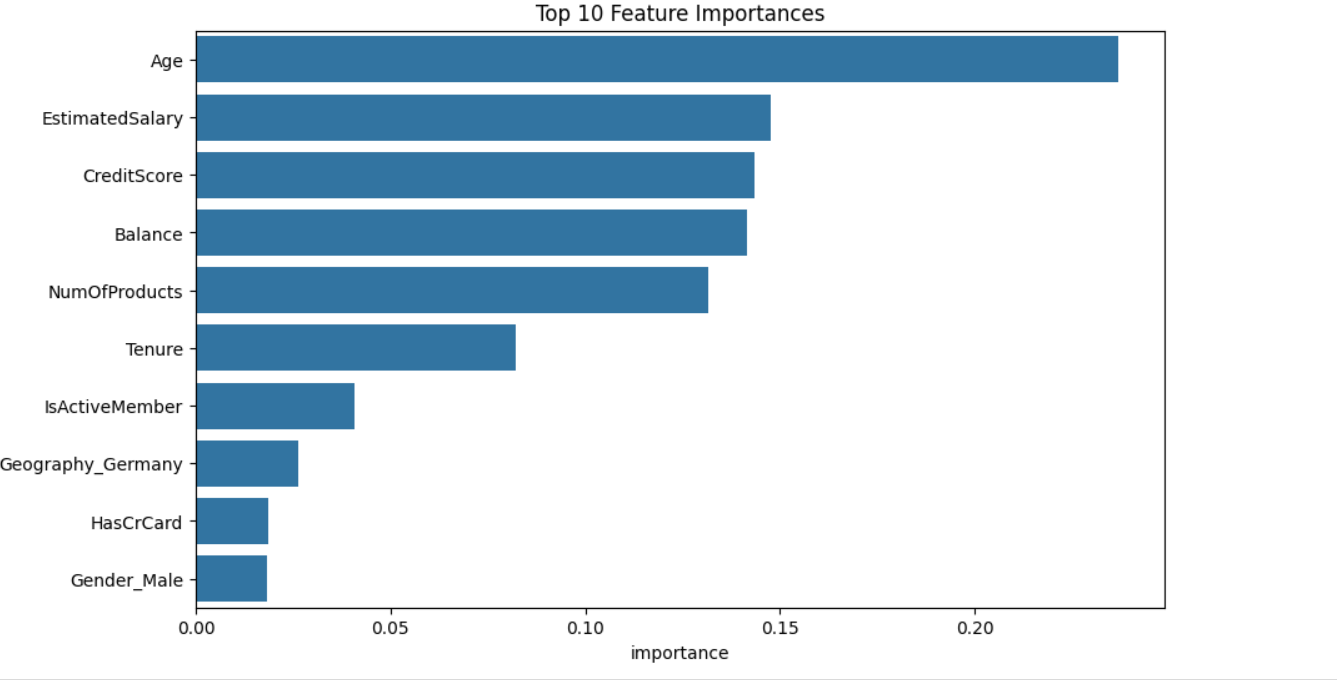 Top 10 Feature Importances
Age
EstimatedSalary
CreditScore
Balance
NumOfProducts
Tenure
IsActiveMember
Geography_Germany
HasCrCard
Gender_Male
0.00 0.05 0.10 0.15 0.20
importance